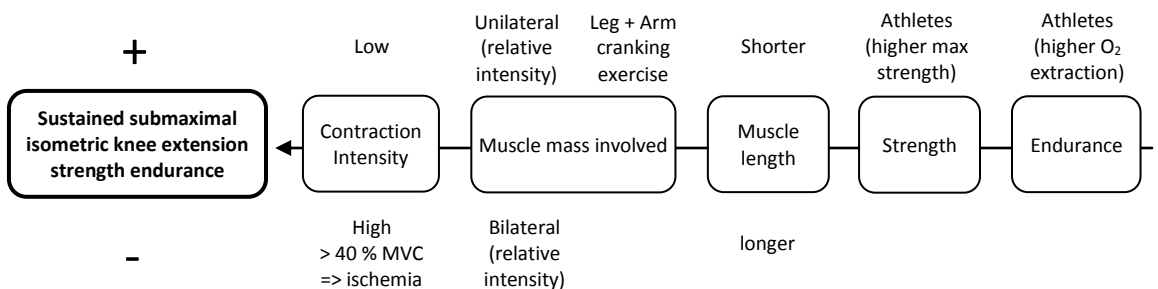 +
Sustained submaximal
isometric knee extension
strength endurance
-
Low
Contraction
Intensity
High
> 40 % MVC
=> ischemia
Unilateral
(relative
intensity)
Leg + Arm
cranking
exercise
Muscle mass involved
Bilateral
(relative
intensity)
Shorter
Muscle
length
longer
Athletes
(higher max
strength)
Strength
Athletes
(higher O₂
extraction)
Endurance